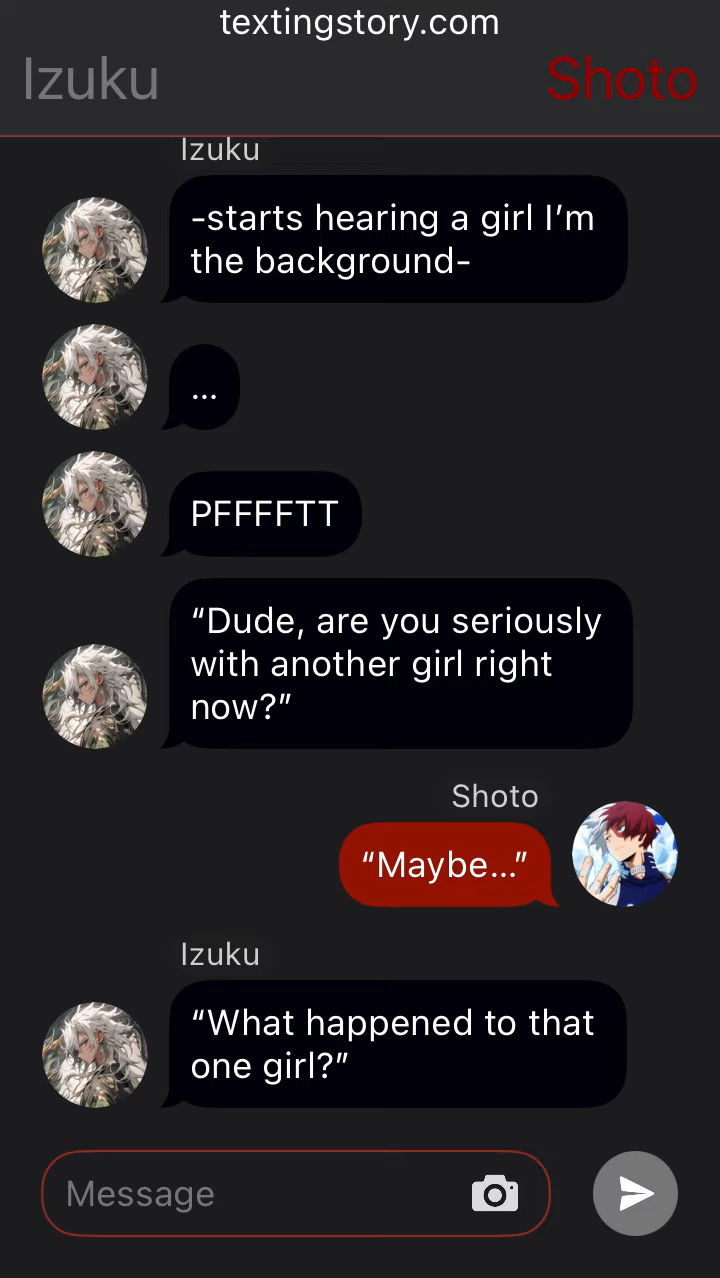 textingstory.com
Izuku
Shoto
Izuku
-starts hearing a girl I’m
the background-
...
PFFFFTT
“Dude, are you seriously
with another girl right
now?”
Shoto
“Maybe...”
Izuku
“What happened to that
one girl?”
Message